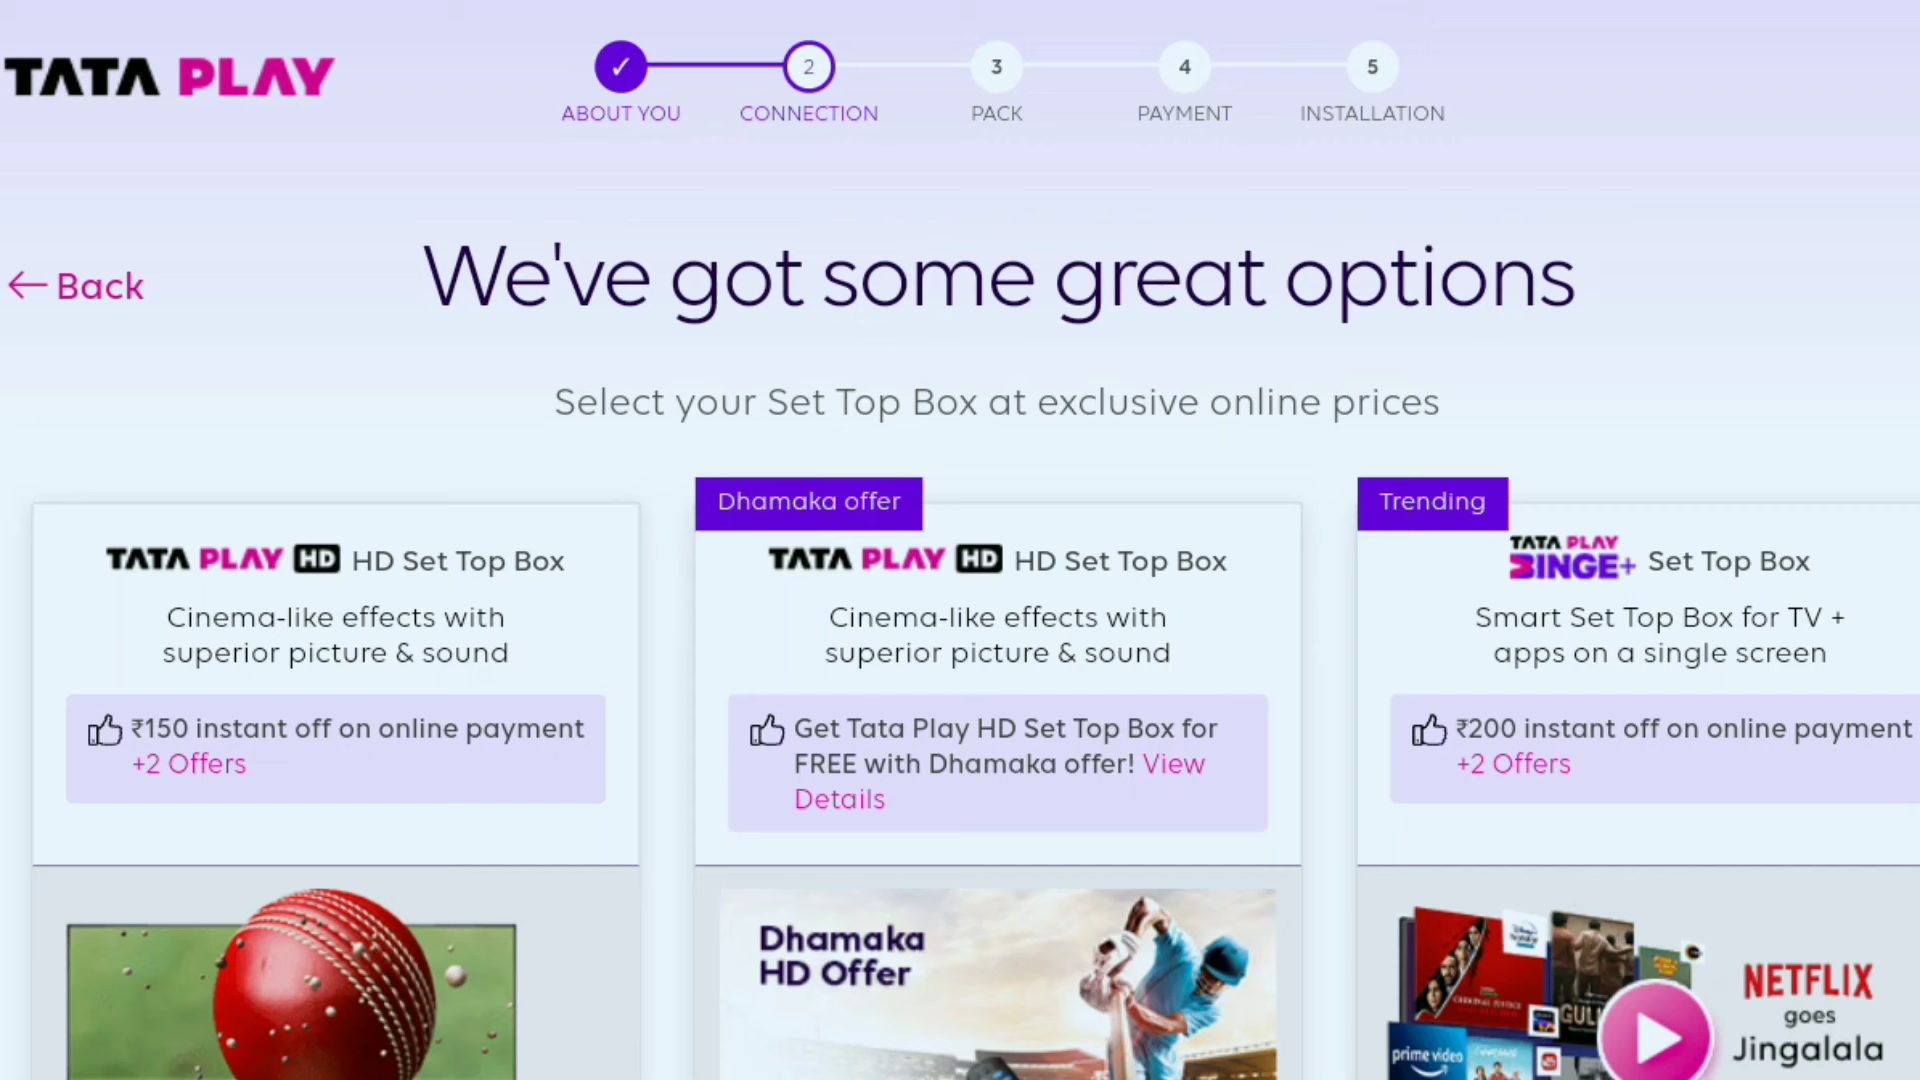 TATA PLAY
✓ 2 3 4 5
ABOUT YOU CONNECTION PACK PAYMENT INSTALLATION
← Back
We've got some great options
Select your Set Top Box at exclusive online prices
TATA PLAY HD HD Set Top Box
Cinema-like effects with
superior picture & sound
₹150 instant off on online payment
+2 Offers
Dhamaka offer
TATA PLAY HD HD Set Top Box
Cinema-like effects with
superior picture & sound
Get Tata Play HD Set Top Box for
FREE with Dhamaka offer! View
Details
Dhamaka
HD Offer
Trending
TATA PLAY
BINGE+ Set Top Box
Smart Set Top Box for TV +
apps on a single screen
₹200 instant off on online payment
+2 Offers
CRIMINAL JUSTICE
prime video
NETFLIX
goes
Jingalala